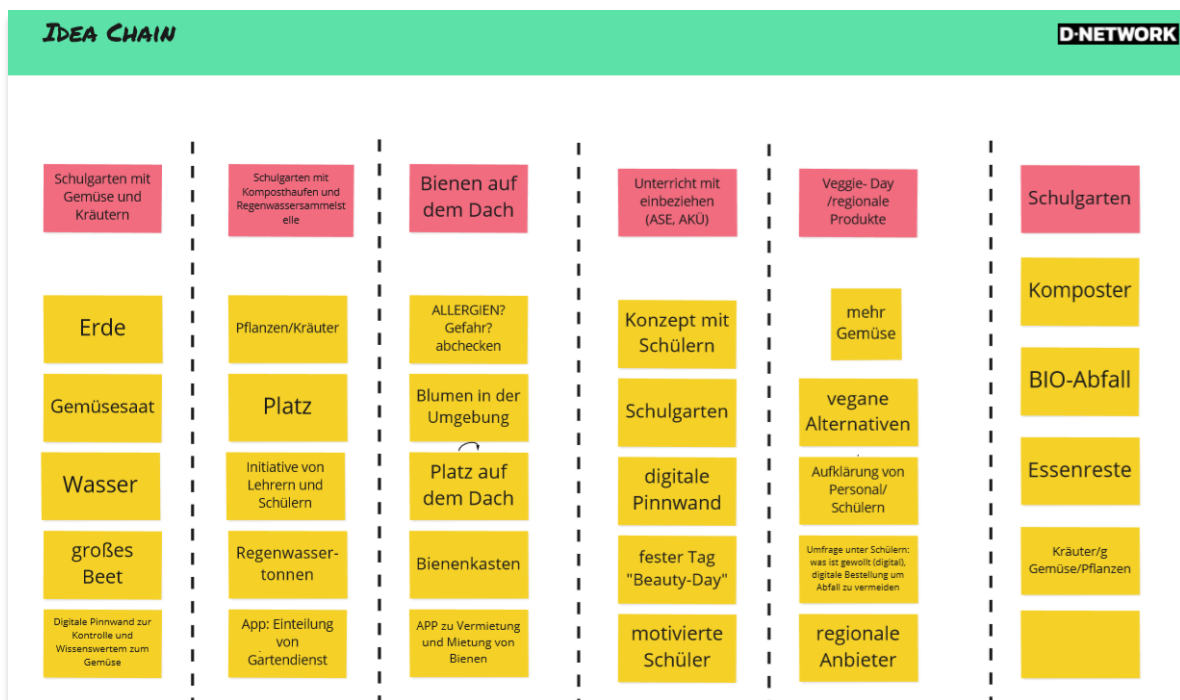 IDEA CHAIN
D·NETWORK
Schulgarten mit
Gemüse und
Kräutern
Erde
Gemüsesaat
Wasser
großes
Beet
Digitale Pinnwand zur
Kontrolle und
Wissenswertem zum
Gemüse
Schulgarten mit
Komposthaufen und
Regenwassersammelst
elle
Pflanzen/Kräuter
Platz
Initiative von
Lehrern und
Schülern
Regenwasser-
tonnen
App: Einteilung
von
Gartendienst
Bienen auf
dem Dach
ALLERGIEN?
Gefahr?
abchecken
Blumen in der
Umgebung
Platz auf
dem Dach
Bienenkasten
APP zu Vermietung
und Mietung von
Bienen
Unterricht mit
einbeziehen
(ASE, AKÜ)
Konzept mit
Schülern
Schulgarten
digitale
Pinnwand
fester Tag
"Beauty-Day"
motivierte
Schüler
Veggie- Day
/regionale
Produkte
mehr
Gemüse
vegane
Alternativen
Aufklärung von
Personal/
Schülern
Umfrage unter Schülern:
was ist gewollt (digital),
digitale Bestellung um
Abfall zu vermeiden
regionale
Anbieter
Schulgarten
Komposter
BIO-Abfall
Essenreste
Kräuter/g
Gemüse/Pflanzen